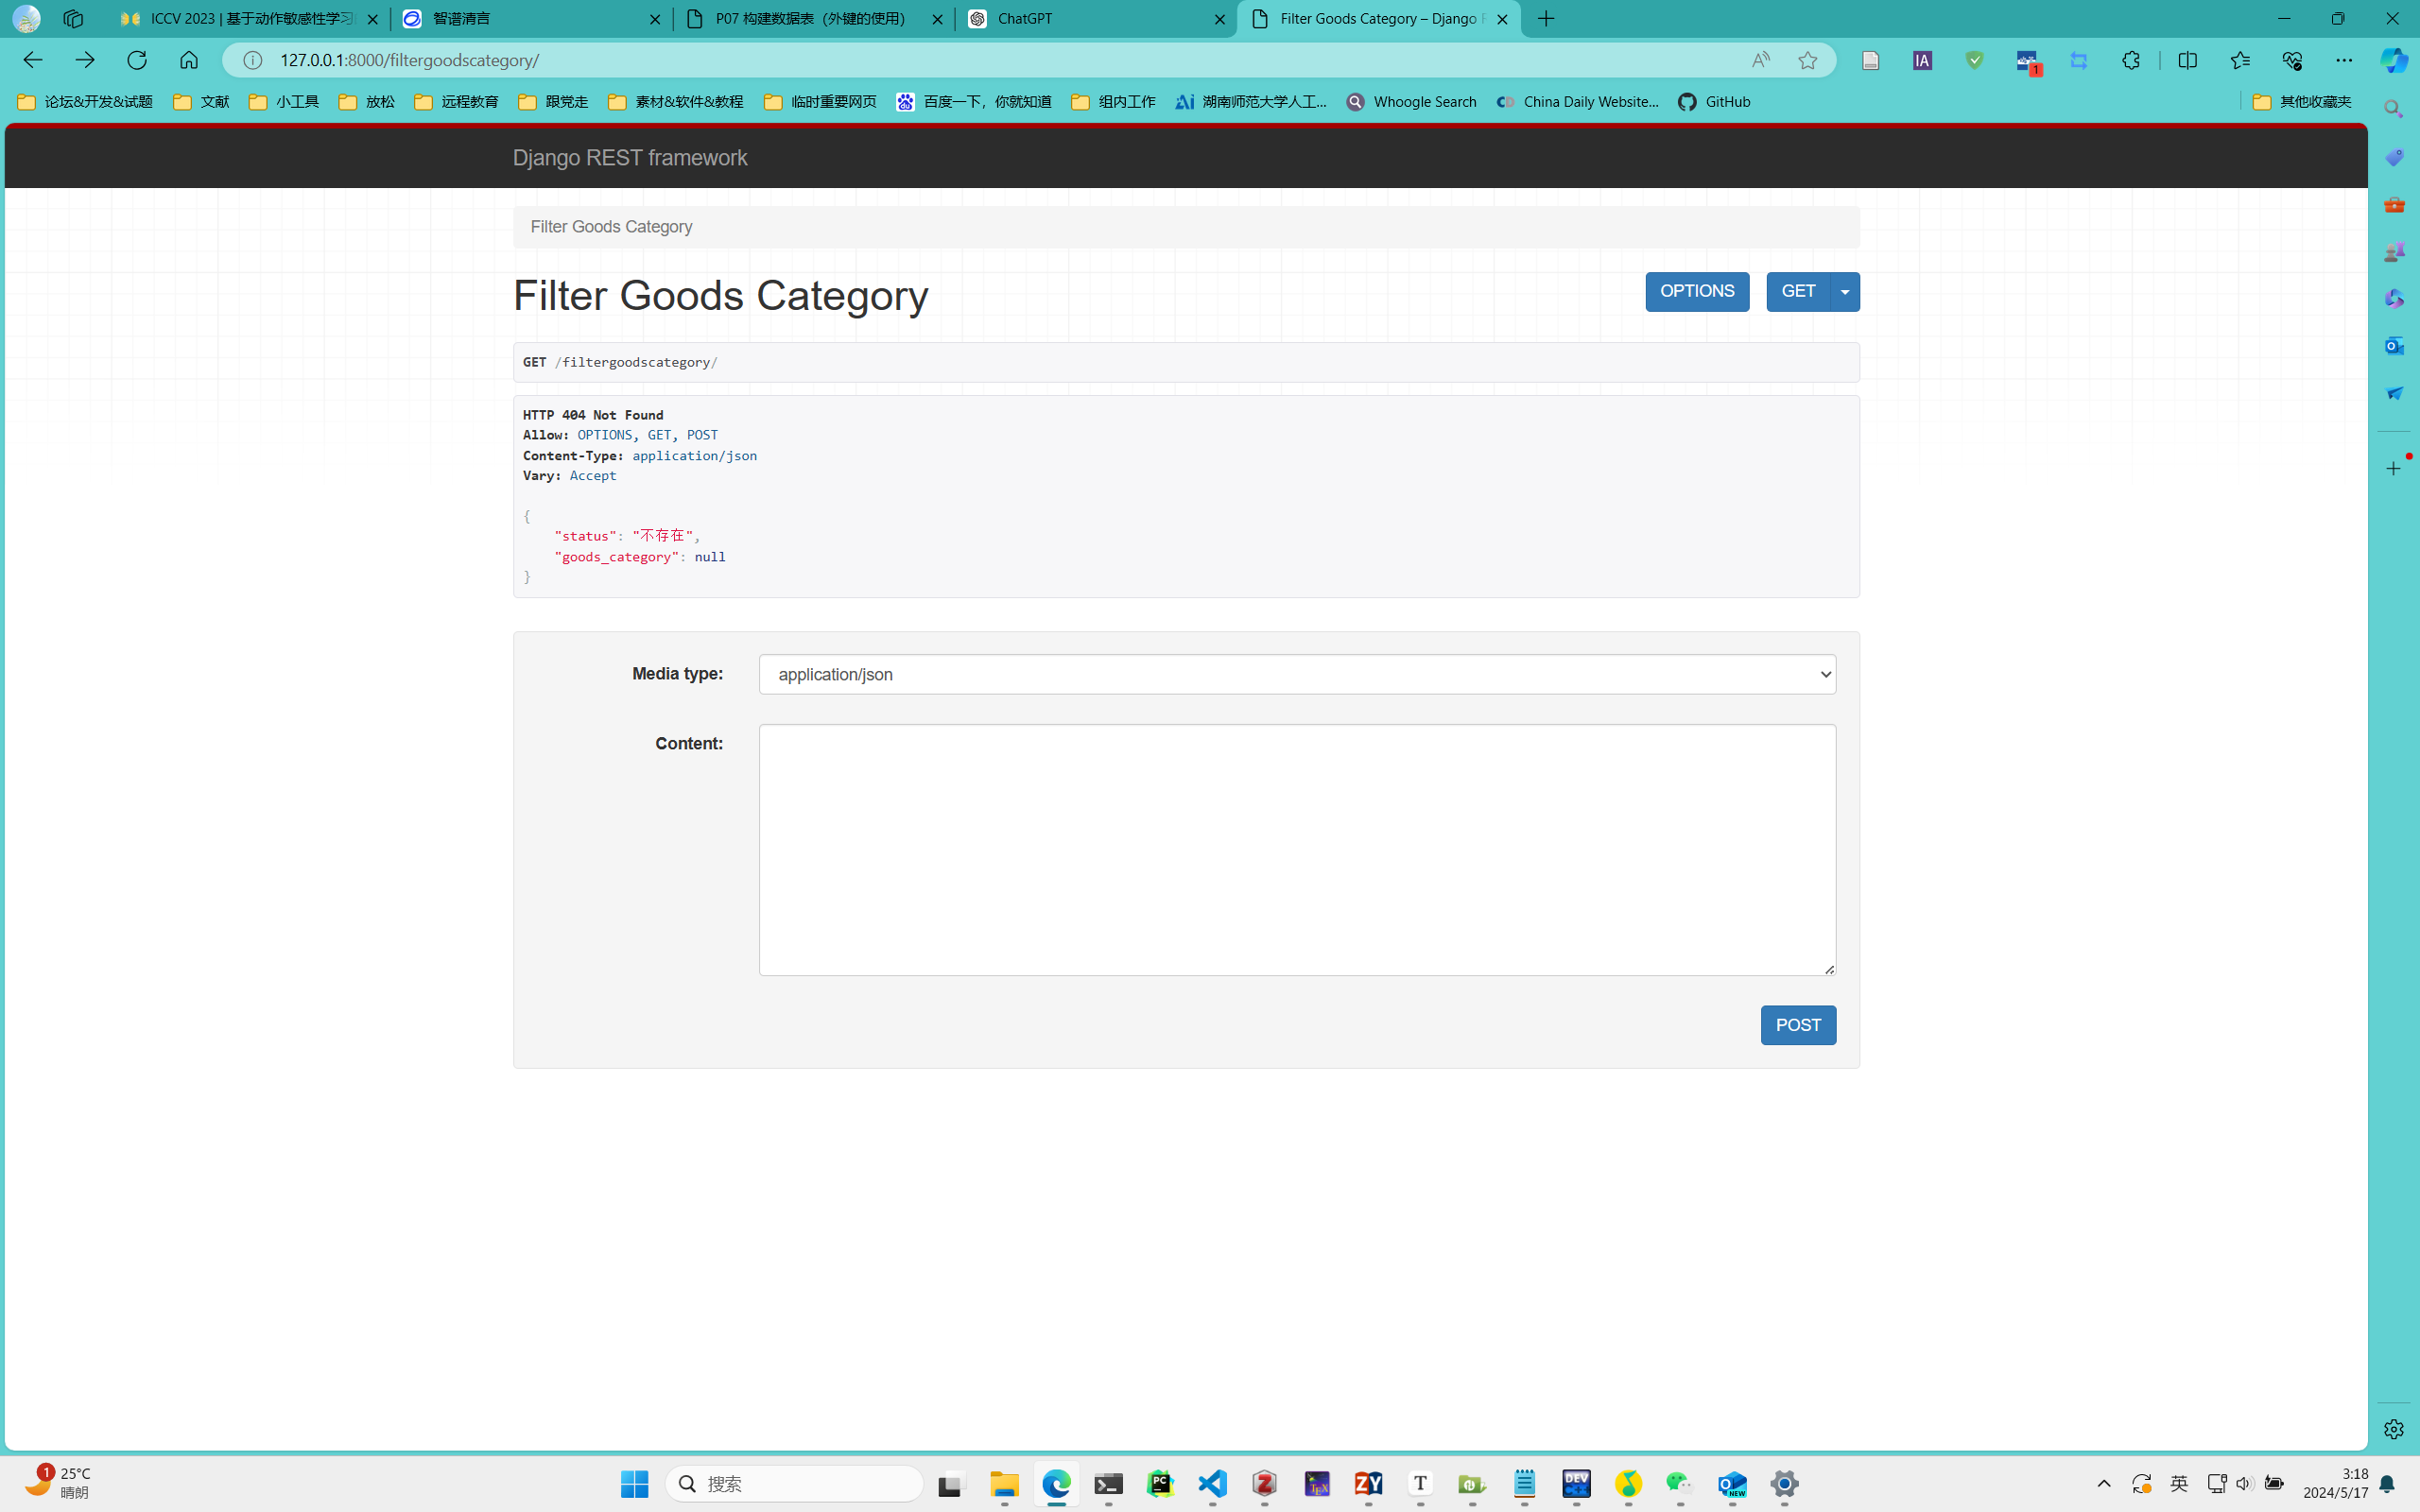 ICCV 2023 | 基于动作敏感性学习
智谱清言
P07 构建数据表（外键的使用）
ChatGPT
Filter Goods Category – Django
127.0.0.1:8000/filtergoodscategory/
IA
1
论坛&开发&试题
文献
小工具
放松
远程教育
跟党走
素材&软件&教程
临时重要网页
百度一下，你就知道
组内工作
湖南师范大学人工...
Whoogle Search
China Daily Website...
GitHub
其他收藏夹
Django REST framework
Filter Goods Category
Filter Goods Category
OPTIONS
GET
GET /filtergoodscategory/
HTTP 404 Not Found
Allow: OPTIONS, GET, POST
Content-Type: application/json
Vary: Accept
{
"status": "不存在",
"goods_category": null
}
Media type:
application/json
Content:
POST
1
25°C
晴朗
搜索
英
3:18
2024/5/17